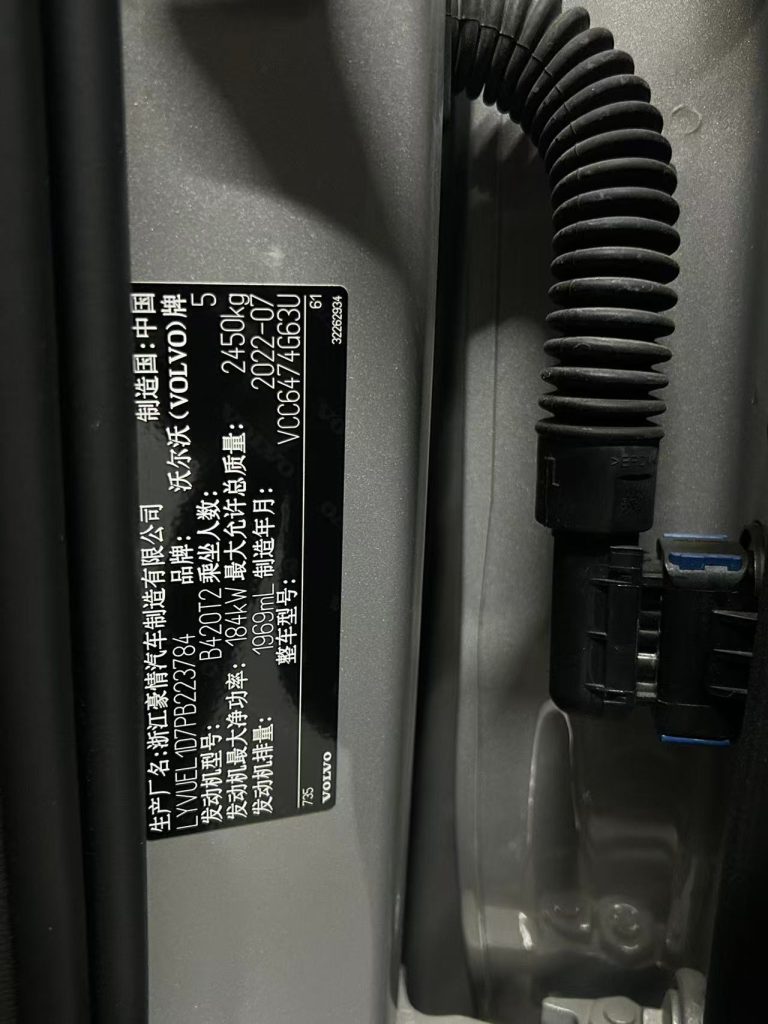 生产厂名:浙江豪情汽车制造有限公司 制造国:中国
LYVUEL1D7PB223784 品牌: 沃尔沃(VOLVO)牌
发动机型号: B420T2 乘坐人数: 5
发动机最大净功率: 184kW 最大允许总质量: 2450kg
发动机排量: 1969mL 制造年月: 2022-07
整车型号: VCC6474G63U
735 61
VOLVO 32262934